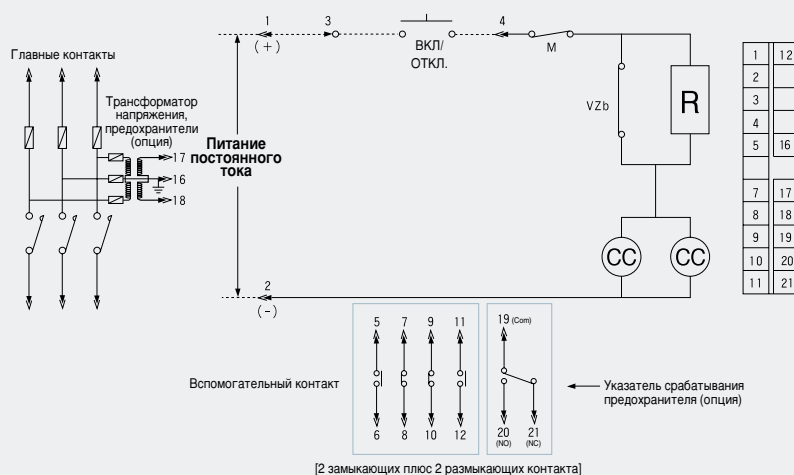 1 3 4
(+)
ВКЛ/
ОТКЛ.
M
Главные контакты
Трансформатор
напряжения,
предохранители
(опция)
17
16
18
Питание
постоянного
тока
VZb
R
CC CC
2
(-)
1 12
2
3
4
5 16
7 17
8 18
9 19
10 20
11 21
5 7 9 11
6 8 10 12
19 (Com)
20 21
(NO) (NC)
Вспомогательный контакт
Указатель срабатывания
предохранителя (опция)
[2 замыкающих плюс 2 размыкающих контакта]